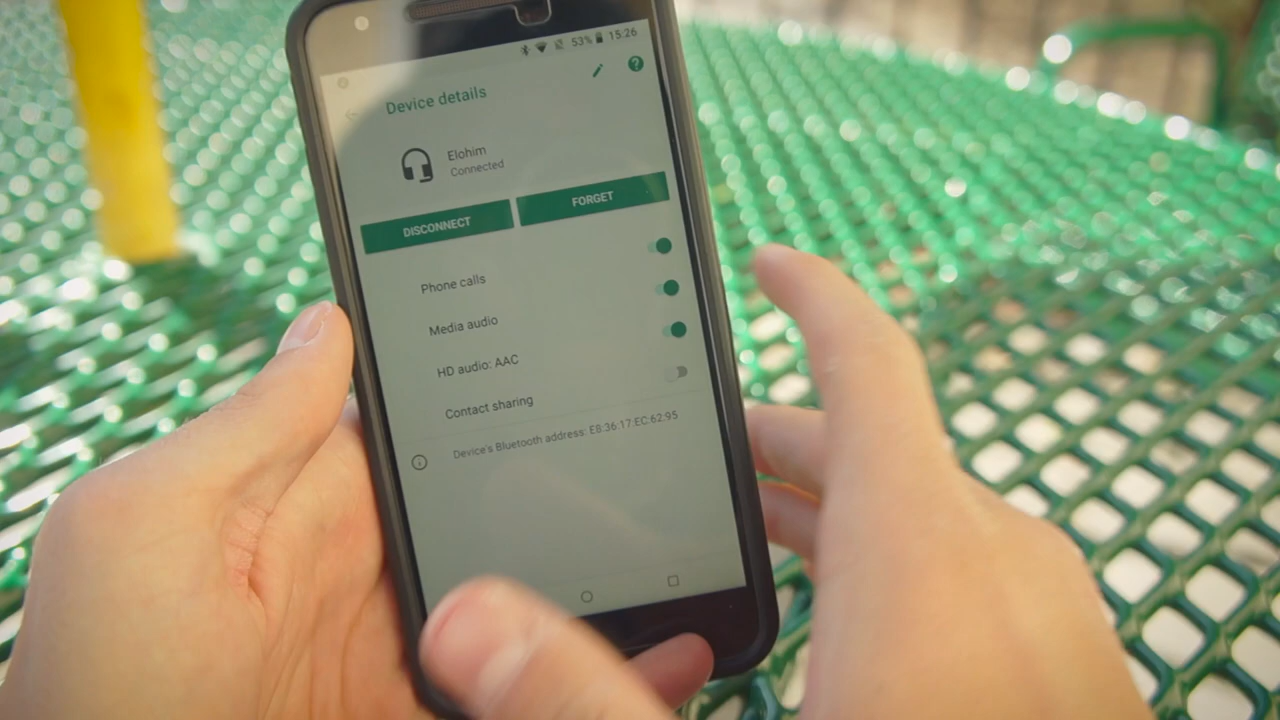 53% 15:26
Device details
Elohim
Connected
DISCONNECT FORGET
Phone calls
Media audio
HD audio: AAC
Contact sharing
Device's Bluetooth address: E8:36:17:EC:62:95